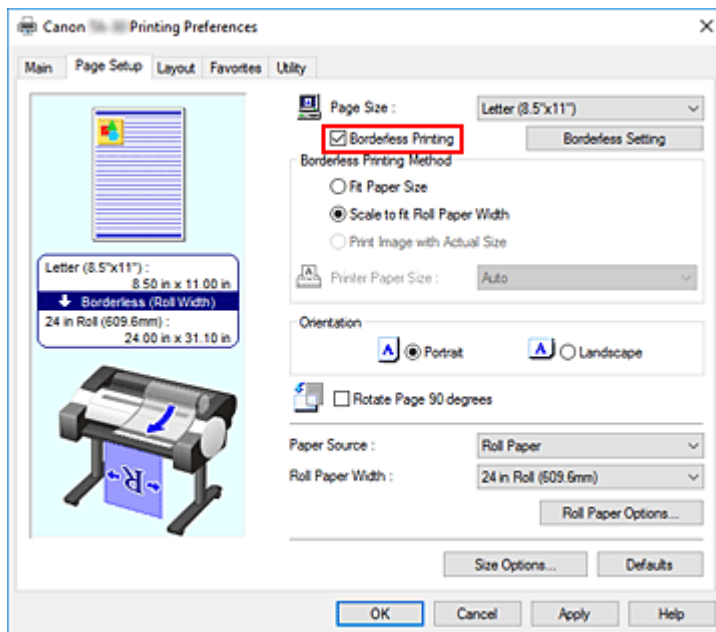 Canon Printing Preferences
Main Page Setup Layout Favorites Utility
Page Size : Letter (8.5"x11")
Borderless Printing Borderless Setting
Borderless Printing Method
Fit Paper Size
Scale to fit Roll Paper Width
Print Image with Actual Size
Printer Paper Size : Auto
Letter (8.5"x11") :
8.50 in x 11.00 in
Borderless (Roll Width)
24 in Roll (609.6mm) :
24.00 in x 31.10 in
Orientation
A Portrait A Landscape
Rotate Page 90 degrees
R
Paper Source : Roll Paper
Roll Paper Width : 24 in Roll (609.6mm)
Roll Paper Options...
Size Options... Defaults
OK Cancel Apply Help